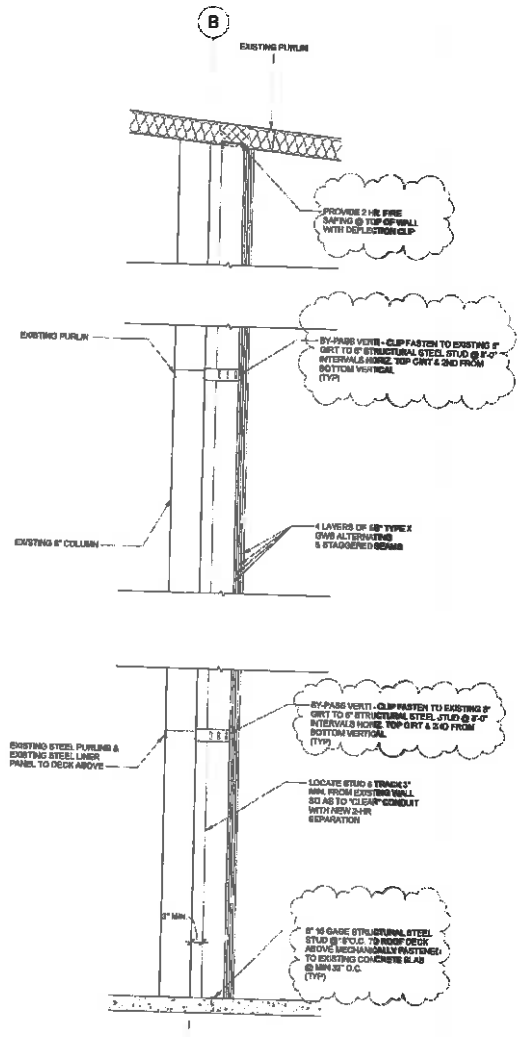 B
EXISTING PURLIN
PROVIDE 2 HR. FIRE
SAFING @ TOP OF WALL
WITH DEFLECTION CLIP
EXISTING PURLIN
BY-PASS VERTI - CLIP FASTEN TO EXISTING 8"
GIRT TO 6" STRUCTURAL STEEL STUD @ 8'-0"
INTERVALS HORIZ. TOP GIRT & 2ND FROM
BOTTOM VERTICAL
(TYP)
EXISTING 8" COLUMN
4 LAYERS OF 5/8" TYPE X
GWB ALTERNATING
& STAGGERED SEAMS
BY-PASS VERTI - CLIP FASTEN TO EXISTING 8"
GIRT TO 6" STRUCTURAL STEEL STUD @ 8'-0"
INTERVALS HORIZ. TOP GIRT & 2ND FROM
BOTTOM VERTICAL
(TYP)
EXISTING STEEL PURLINS &
EXISTING STEEL LINER
PANEL TO DECK ABOVE
LOCATE STUD & TRACK 3"
MIN. FROM EXISTING WALL
SO AS TO "CLEAR" CONDUIT
WITH NEW 2-HR
SEPARATION
3" MIN.
GAGE STRUCTURAL STEEL
STUD @ O.C. TO ROOF DECK
ABOVE MECHANICALLY FASTENED
TO EXISTING CONCRETE SLAB
@ MIN 32" O.C.
(TYP)